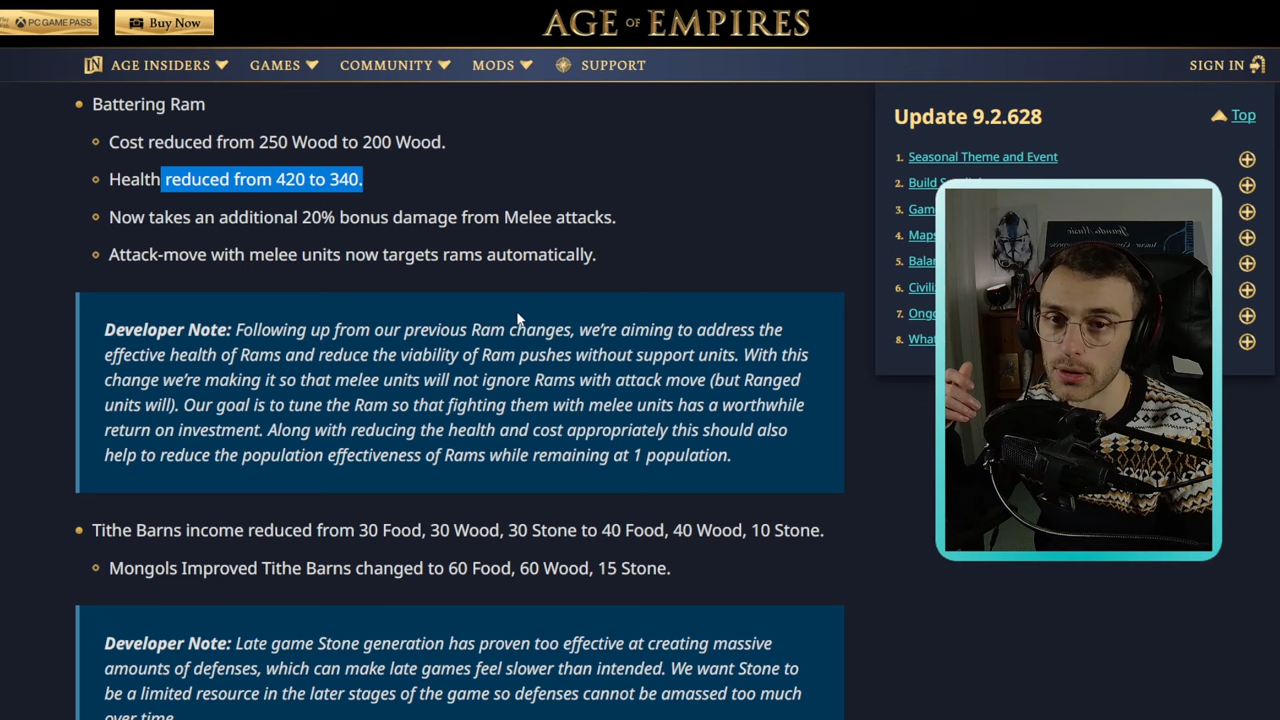 PC GAME PASS
Buy Now
AGE OF EMPIRES
AGE INSIDERS
GAMES
COMMUNITY
MODS
SUPPORT
SIGN IN
Battering Ram
Cost reduced from 250 Wood to 200 Wood.
Health reduced from 420 to 340.
Now takes an additional 20% bonus damage from Melee attacks.
Attack-move with melee units now targets rams automatically.
Developer Note: Following up from our previous Ram changes, we’re aiming to address the
effective health of Rams and reduce the viability of Ram pushes without support units. With this
change we’re making it so that melee units will not ignore Rams with attack move (but Ranged
units will). Our goal is to tune the Ram so that fighting them with melee units has a worthwhile
return on investment. Along with reducing the health and cost appropriately this should also
help to reduce the population effectiveness of Rams while remaining at 1 population.
Tithe Barns income reduced from 30 Food, 30 Wood, 30 Stone to 40 Food, 40 Wood, 10 Stone.
Mongols Improved Tithe Barns changed to 60 Food, 60 Wood, 15 Stone.
Developer Note: Late game Stone generation has proven too effective at creating massive
amounts of defenses, which can make late games feel slower than intended. We want Stone to
be a limited resource in the later stages of the game so defenses cannot be amassed too much
over time.
Update 9.2.628
Top
1. Seasonal Theme and Event
2. Build
3. Gam
4. Maps
5. Balan
6. Civiliz
7. Ongo
8. What